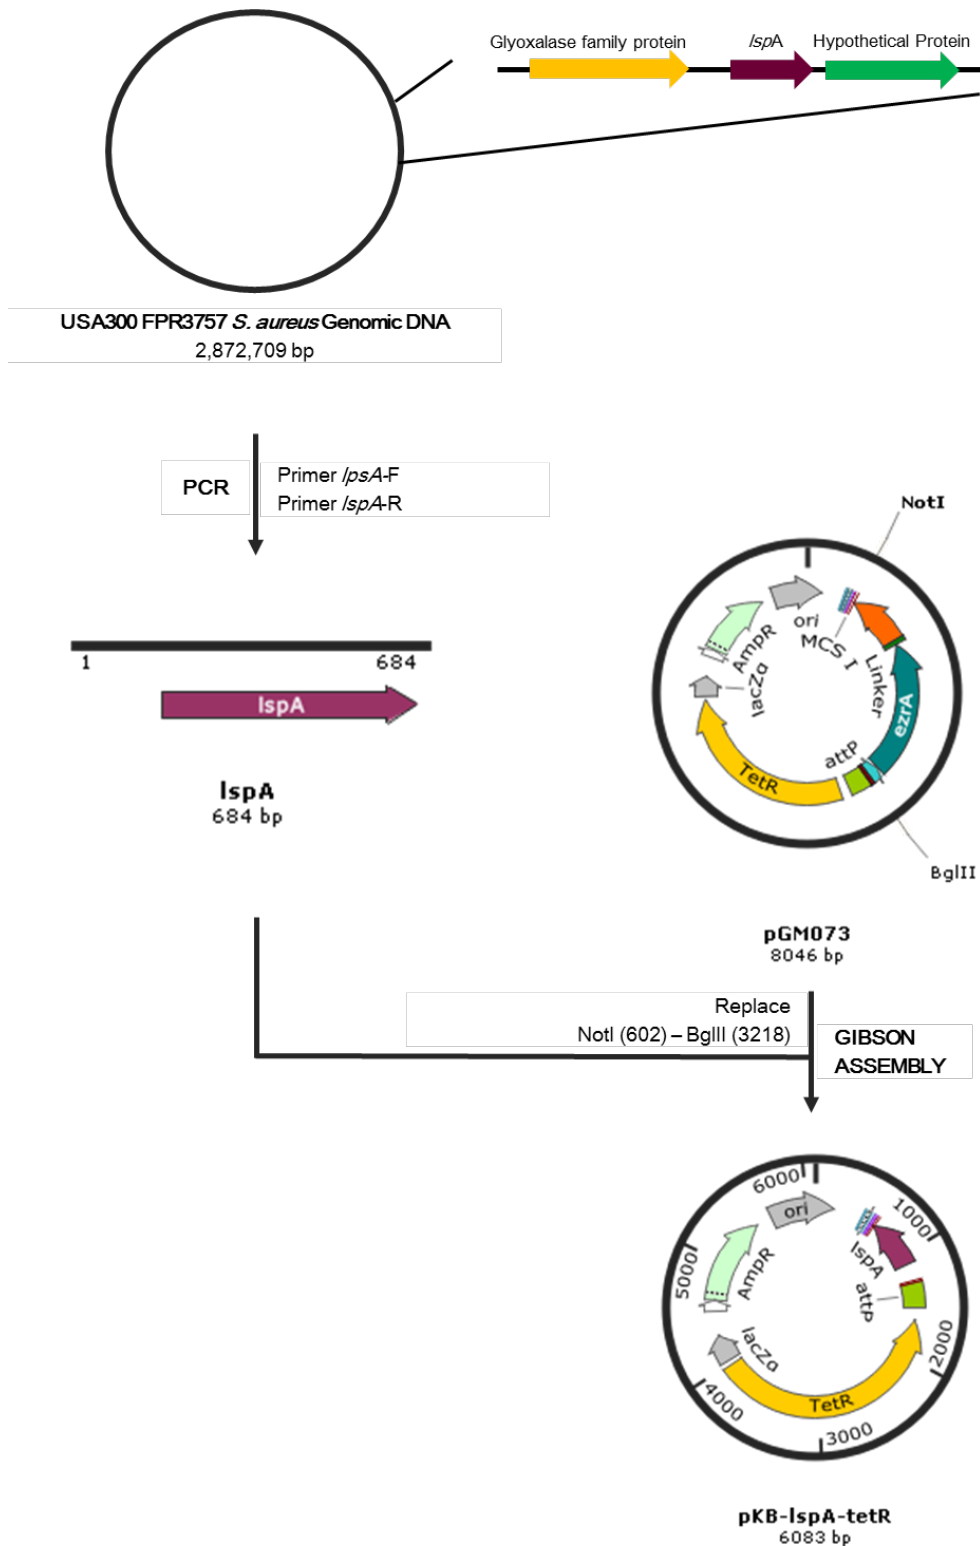 Glyoxalase family protein
lspA
Hypothetical Protein
USA300 FPR3757 S. aureus Genomic DNA
2,872,709 bp
PCR
Primer lpsA-F
Primer lspA-R
1
684
lspA
lspA
684 bp
NotI
ori
MCS I
AmpR
lacZα
Linker
ezrA
attP
TetR
BglII
pGM073
8046 bp
Replace
NotI (602) – BglII (3218)
GIBSON
ASSEMBLY
6000
1000
ori
lspA
5000
AmpR
attP
lacZα
2000
4000
TetR
3000
pKB-lspA-tetR
6083 bp